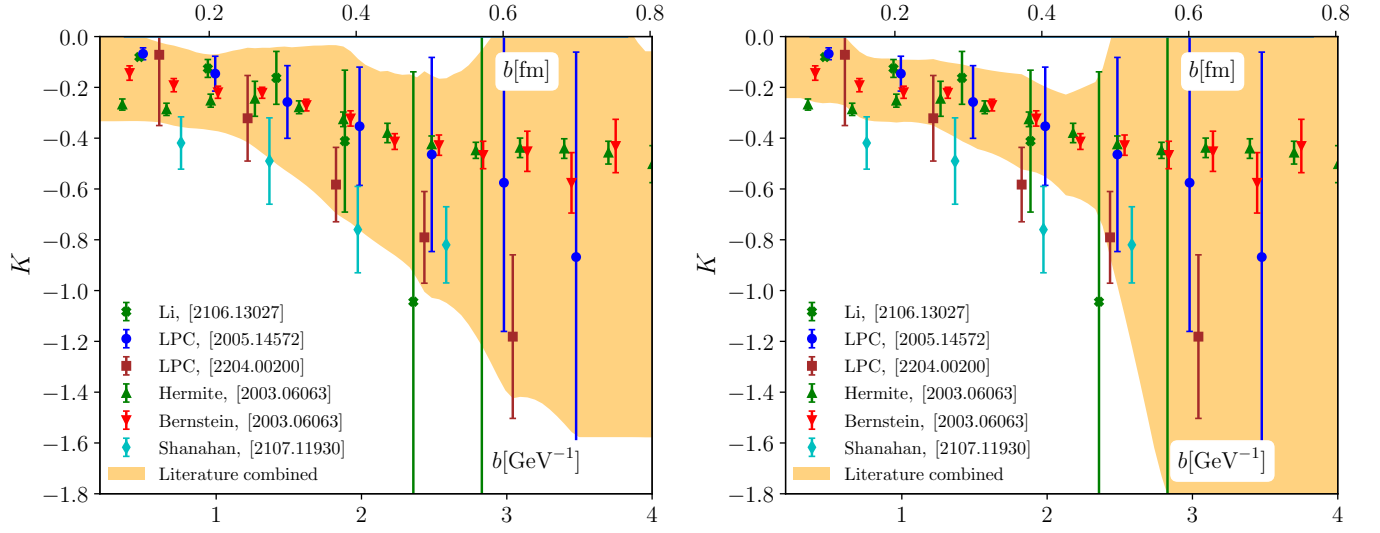 0.2 0.4 0.6 0.8
0.0
−0.2
−0.4
−0.6
−0.8
−1.0
−1.2
−1.4
−1.6
−1.8
K
b[fm]
Li, [2106.13027]
LPC, [2005.14572]
LPC, [2204.00200]
Hermite, [2003.06063]
Bernstein, [2003.06063]
Shanahan, [2107.11930]
Literature combined
b[GeV⁻¹]
1 2 3 4
0.2 0.4 0.6 0.8
0.0
−0.2
−0.4
−0.6
−0.8
−1.0
−1.2
−1.4
−1.6
−1.8
K
b[fm]
Li, [2106.13027]
LPC, [2005.14572]
LPC, [2204.00200]
Hermite, [2003.06063]
Bernstein, [2003.06063]
Shanahan, [2107.11930]
Literature combined
b[GeV⁻¹]
1 2 3 4